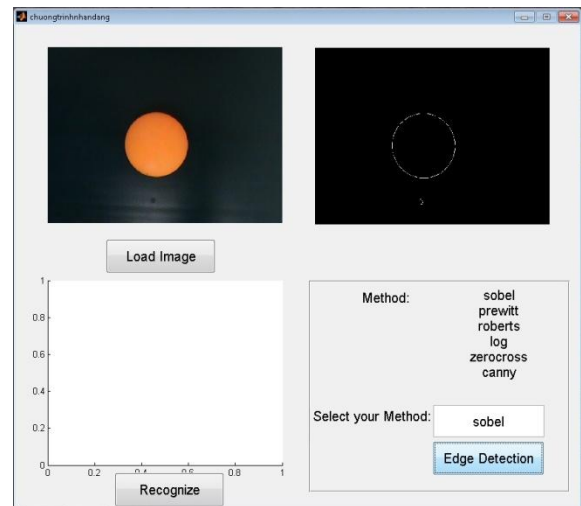 chuongtrinhnhandang
Load Image
1
0.8
0.6
0.4
0.2
0
0 0.2 0.4 0.6 0.8 1
Recognize
Method:
sobel
prewitt
roberts
log
zerocross
canny
Select your Method: sobel
Edge Detection